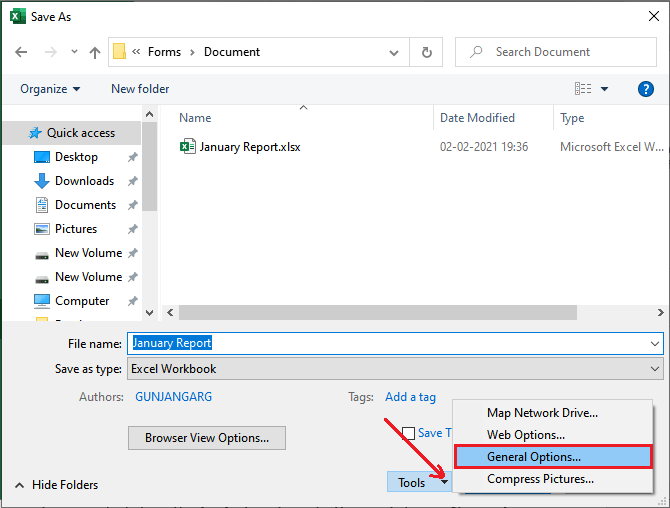 Save As
« Forms › Document
Search Document
Organize
New folder
?
Name
Date Modified
Type
Quick access
Desktop
Downloads
Documents
Pictures
New Volume
New Volume
Computer
January Report.xlsx
02-02-2021 19:36
Microsoft Excel W...
File name:
January Report
Save as type:
Excel Workbook
Authors:
GUNJANGARG
Tags:
Add a tag
Browser View Options...
Save T
Map Network Drive...
Web Options...
General Options...
Compress Pictures...
Hide Folders
Tools